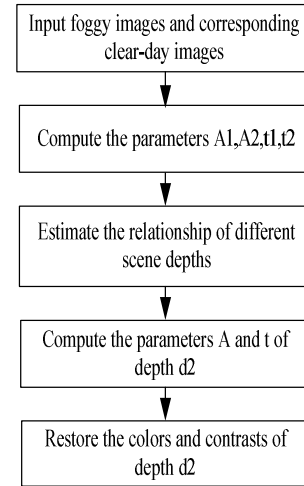 Input foggy images and corresponding
clear-day images
Compute the parameters A1,A2,t1,t2
Estimate the relationship of different
scene depths
Compute the parameters A and t of
depth d2
Restore the colors and contrasts of
depth d2